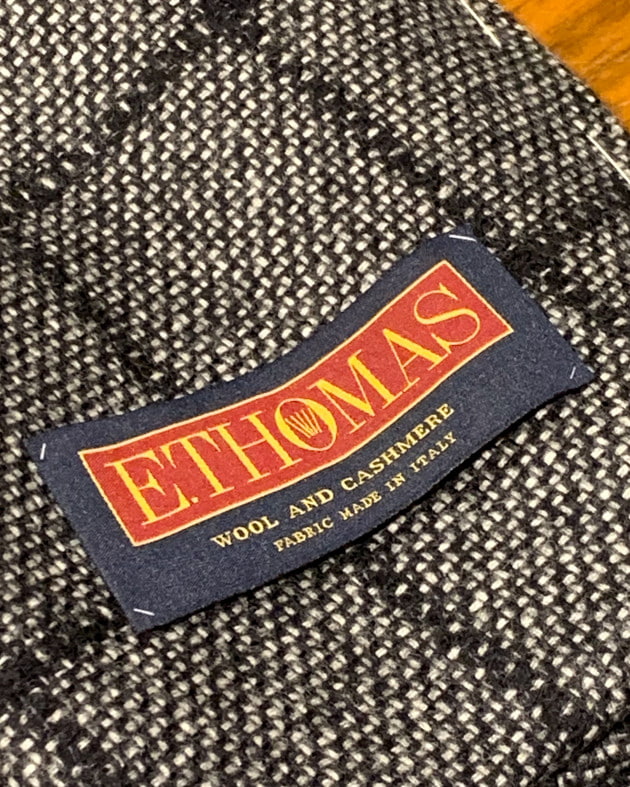 E.THOMAS
WOOL AND CASHMERE
FABRIC MADE IN ITALY